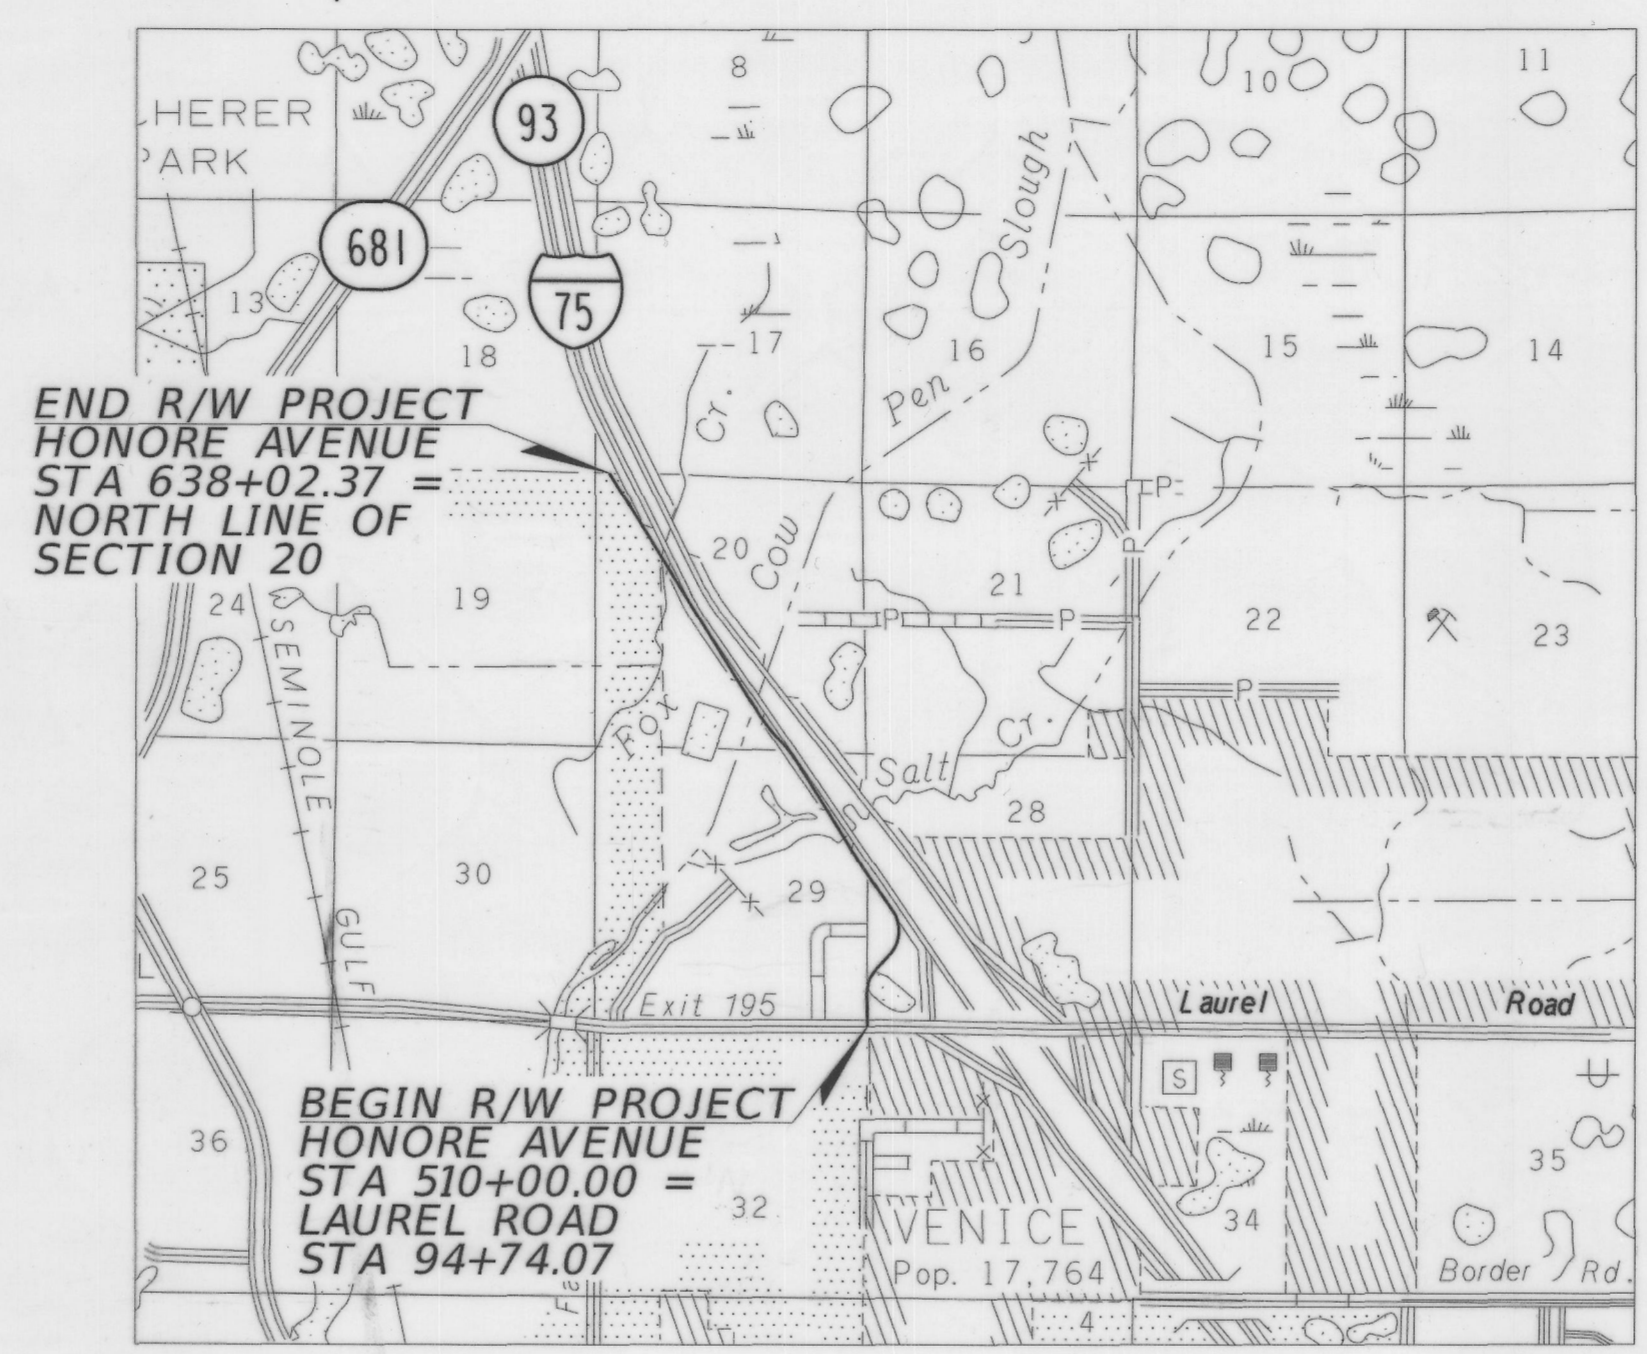 8
10
11
HERER
PARK
93
681
75
Slough
13
18
17
16
15
14
Cr.
Pen
END R/W PROJECT
HONORE AVENUE
STA 638+02.37 =
NORTH LINE OF
SECTION 20
P
20
Cow
P
24
19
21
22
23
P
P
SEMINOLE
P
Fox
Cr.
Salt
28
25
30
29
GULF
L
Exit 195
Laurel Road
S
BEGIN R/W PROJECT
HONORE AVENUE
STA 510+00.00 =
LAUREL ROAD
STA 94+74.07
36
32
35
34
VENICE
Pop. 17,764
Border Rd.
4